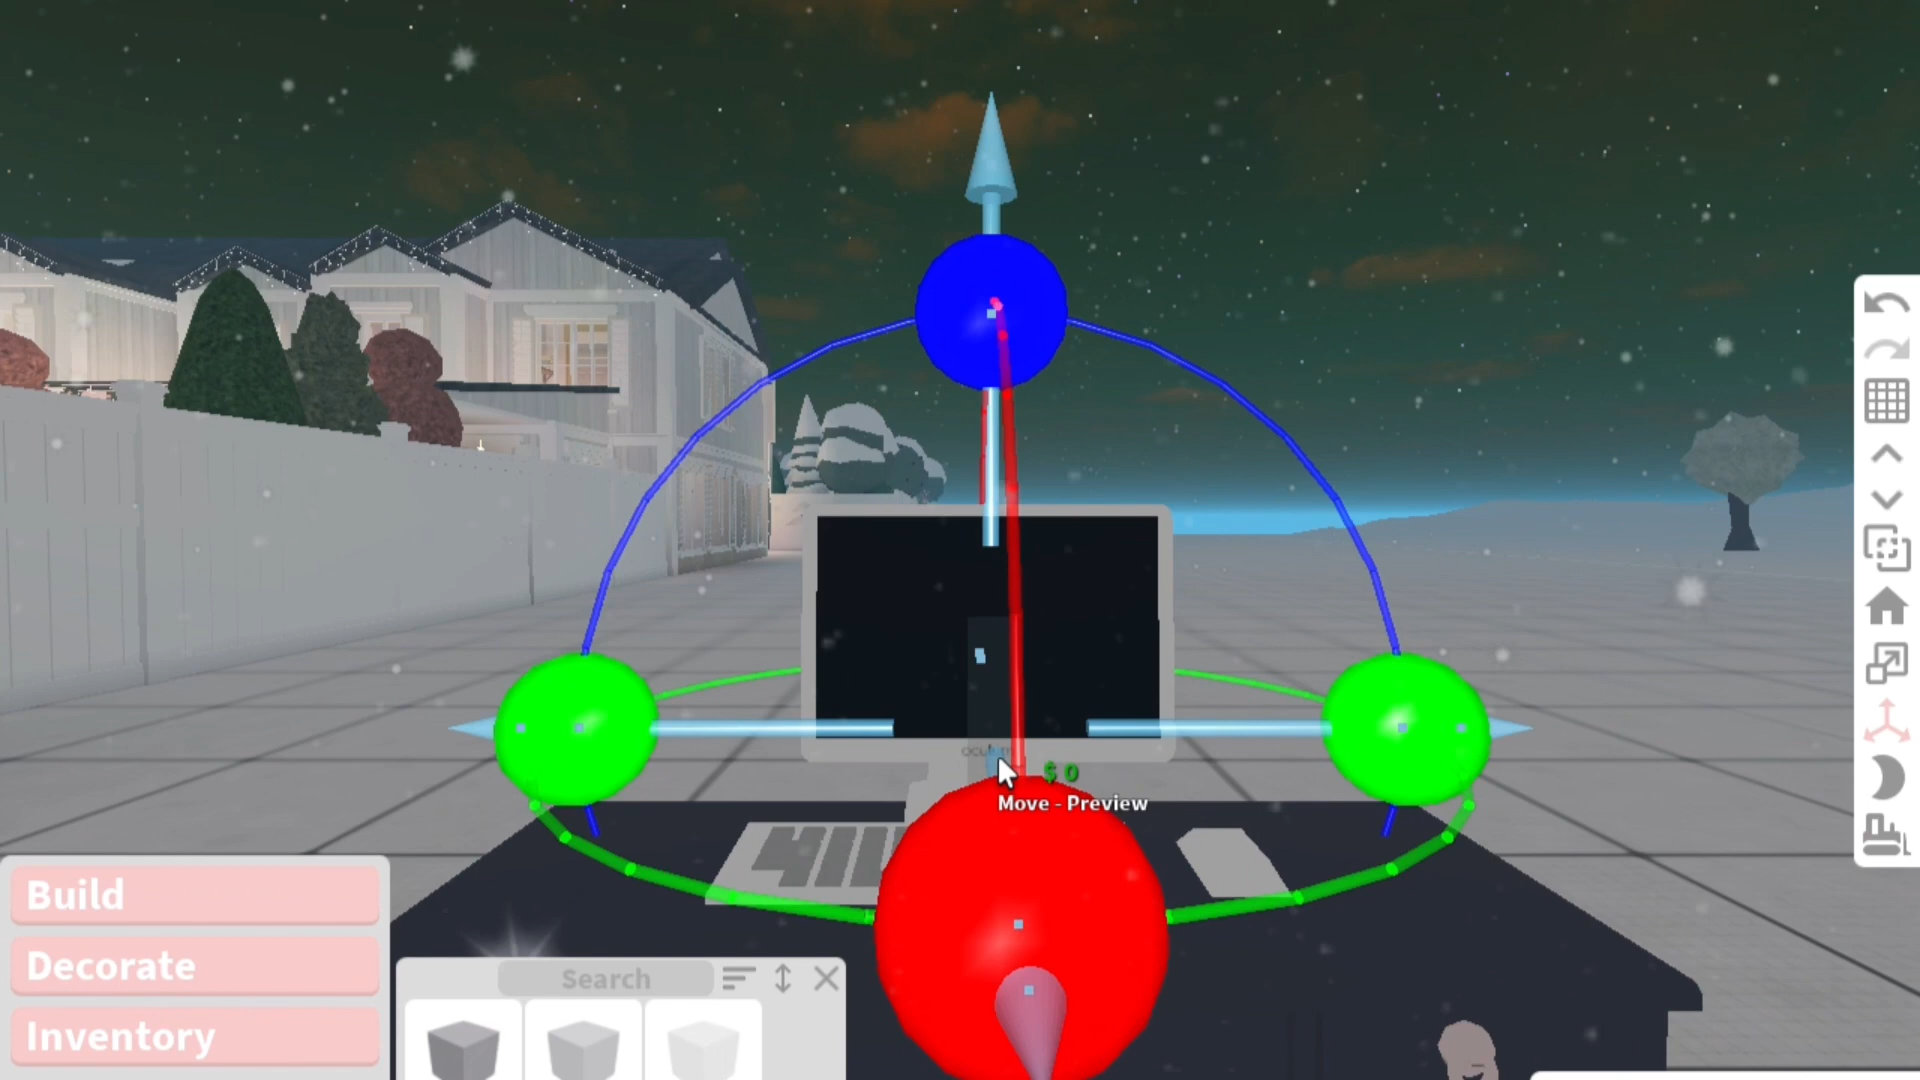 $ 0
Move - Preview
Build
Decorate
Inventory
Search